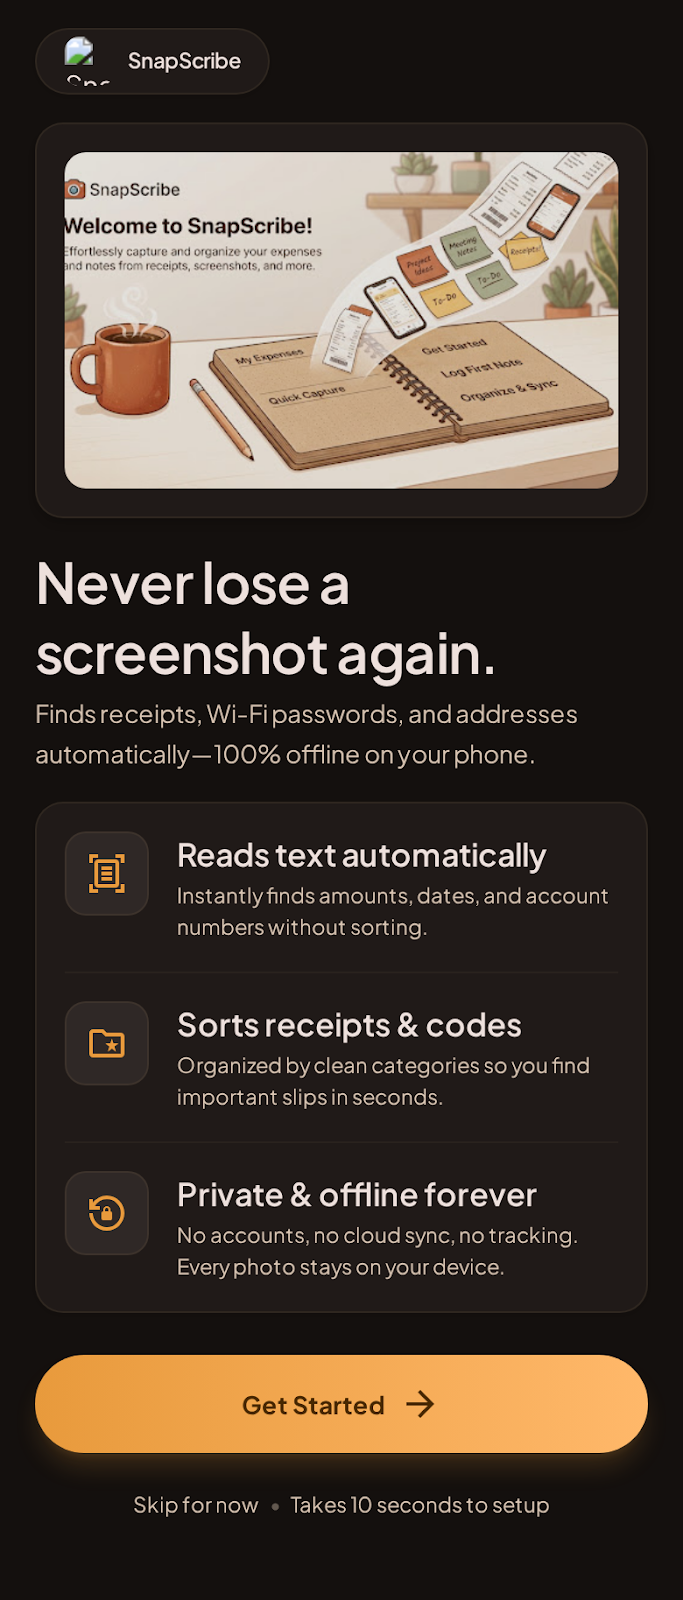 SnapScribe
SnapScribe
Welcome to SnapScribe!
Effortlessly capture and organize your expenses
and notes from receipts, screenshots, and more.
Project
Ideas
Meeting
Notes
Receipts!
To-Do
To-Do
My Expenses
Quick Capture
Get Started
Log First Note
Organize & Sync
Never lose a
screenshot again.
Finds receipts, Wi-Fi passwords, and addresses
automatically—100% offline on your phone.
Reads text automatically
Instantly finds amounts, dates, and account
numbers without sorting.
Sorts receipts & codes
Organized by clean categories so you find
important slips in seconds.
Private & offline forever
No accounts, no cloud sync, no tracking.
Every photo stays on your device.
Get Started →
Skip for now • Takes 10 seconds to setup